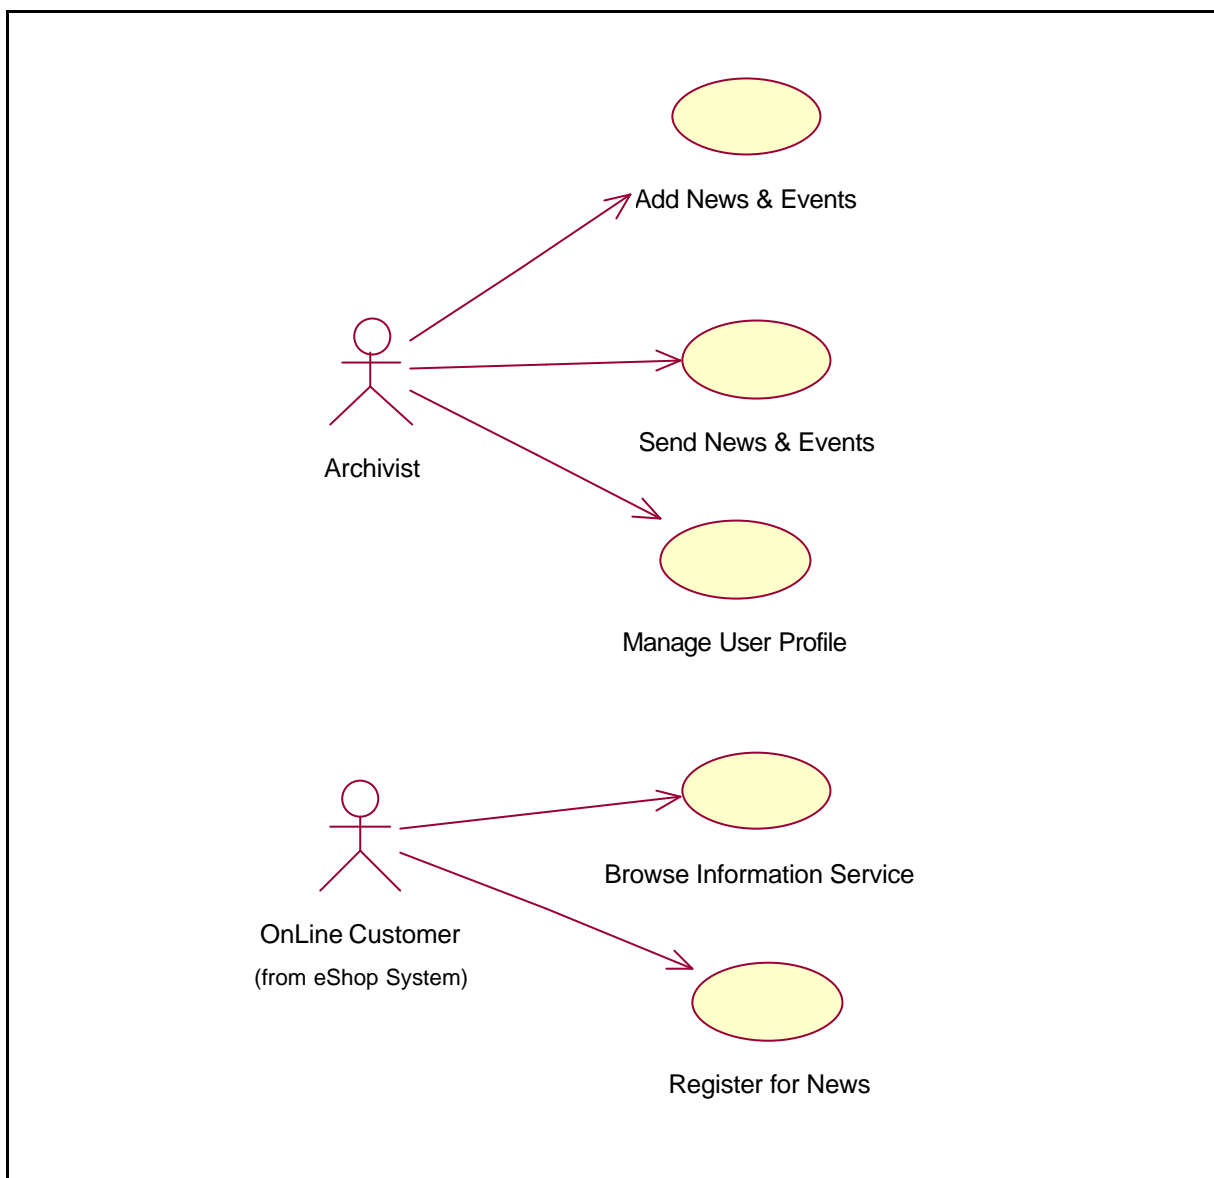 Add News & Events
Send News & Events
Archivist
Manage User Profile
Browse Information Service
OnLine Customer
(from eShop System)
Register for News